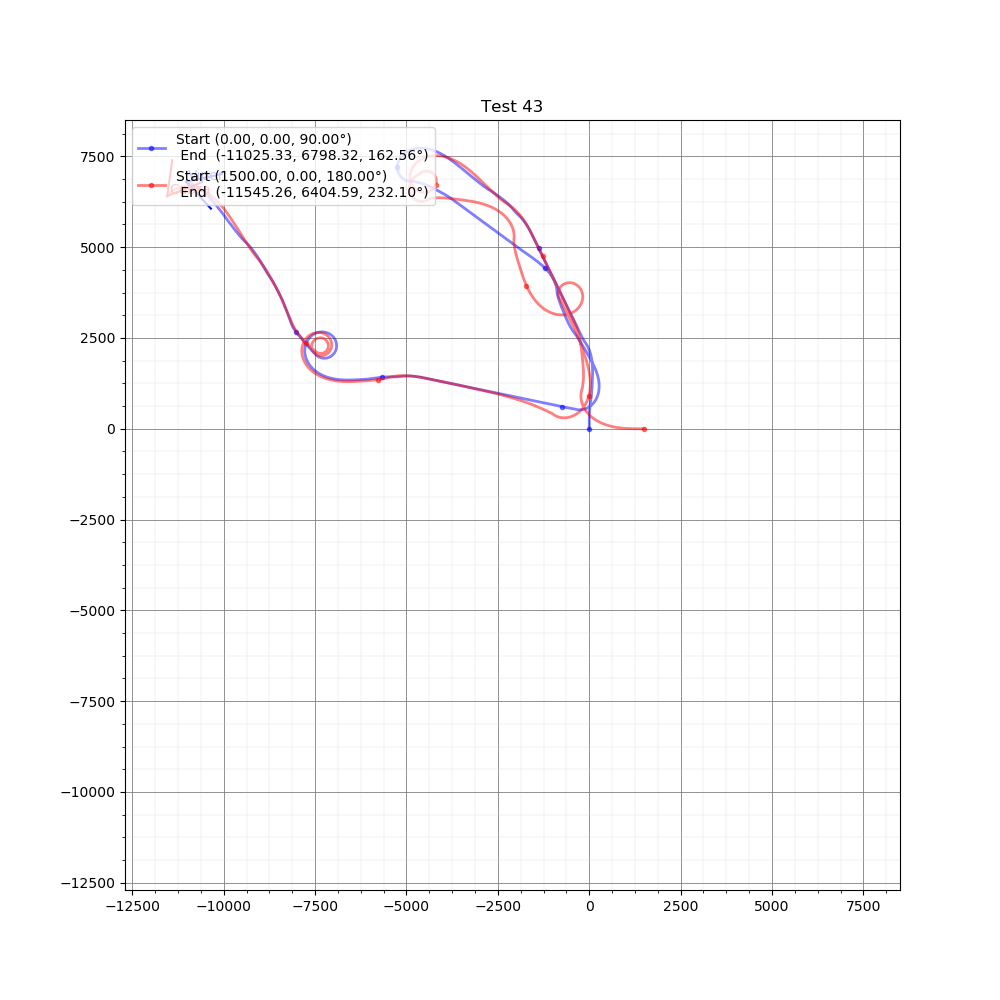 Test 43
Start (0.00, 0.00, 90.00°)
End (-11025.33, 6798.32, 162.56°)
Start (1500.00, 0.00, 180.00°)
End (-11545.26, 6404.59, 232.10°)
7500
5000
2500
0
−2500
−5000
−7500
−10000
−12500
−12500 −10000 −7500 −5000 −2500 0 2500 5000 7500